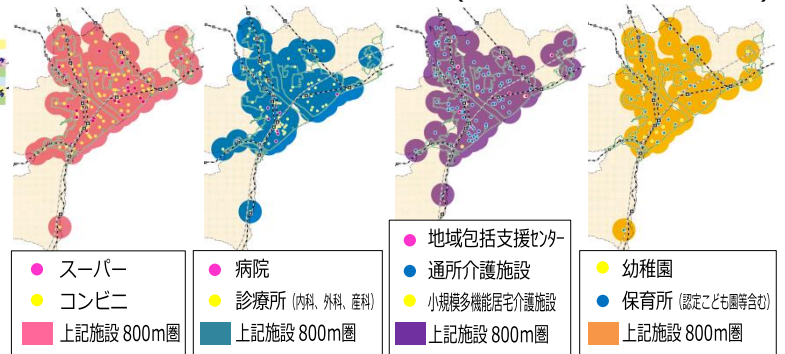 スーパー
コンビニ
上記施設 800m圏
病院
診療所 (内科、外科、産科)
上記施設 800m圏
地域包括支援センター
通所介護施設
小規模多機能居宅介護施設
上記施設 800m圏
幼稚園
保育所 (認定こども園等含む)
上記施設 800m圏